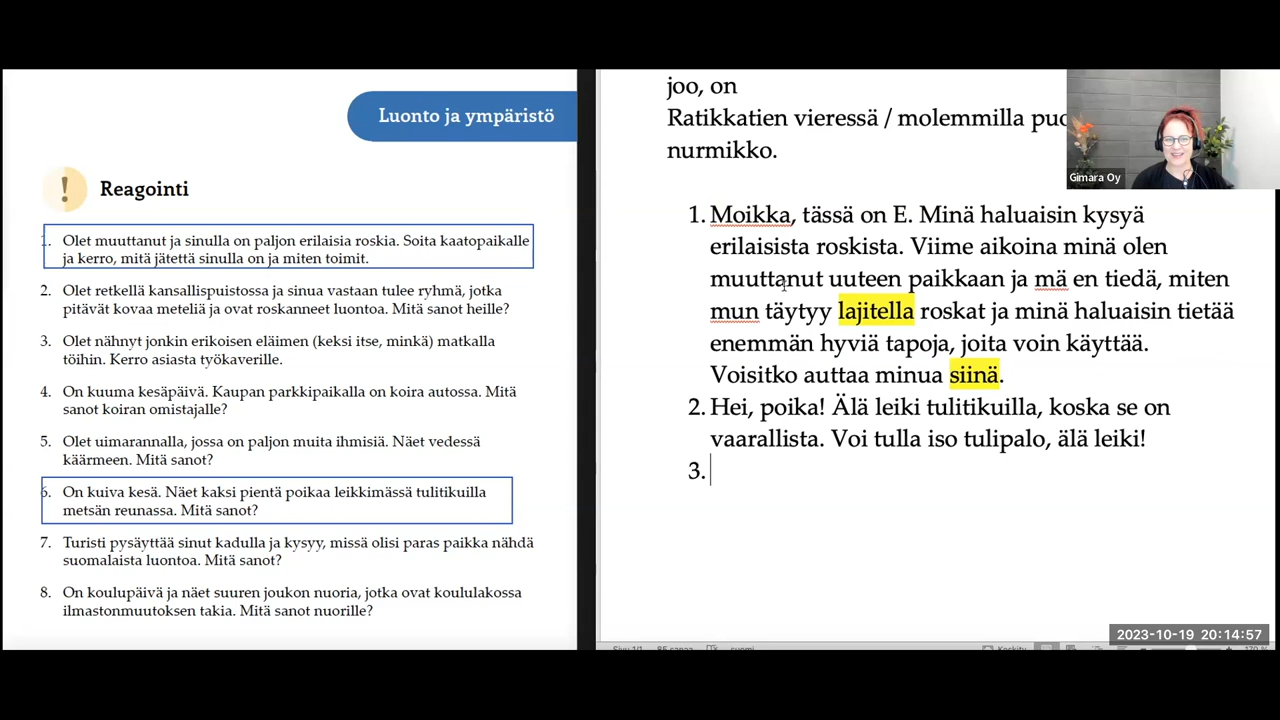 Luonto ja ympäristö
!
Reagointi
1. Olet muuttanut ja sinulla on paljon erilaisia roskia. Soita kaatopaikalle
ja kerro, mitä jätettä sinulla on ja miten toimit.
2. Olet retkellä kansallispuistossa ja sinua vastaan tulee ryhmä, jotka
pitävät kovaa meteliä ja ovat roskanneet luontoa. Mitä sanot heille?
3. Olet nähnyt jonkin erikoisen eläimen (keksi itse, minkä) matkalla
töihin. Kerro asiasta työkaverille.
4. On kuuma kesäpäivä. Kaupan parkkipaikalla on koira autossa. Mitä
sanot koiran omistajalle?
5. Olet uimarannalla, jossa on paljon muita ihmisiä. Näet vedessä
käärmeen. Mitä sanot?
6. On kuiva kesä. Näet kaksi pientä poikaa leikkimässä tulitikuilla
metsän reunassa. Mitä sanot?
7. Turisti pysäyttää sinut kadulla ja kysyy, missä olisi paras paikka nähdä
suomalaista luontoa. Mitä sanot?
8. On koulupäivä ja näet suuren joukon nuoria, jotka ovat koululakossa
ilmastonmuutoksen takia. Mitä sanot nuorille?
joo, on
Ratikkatien vieressä / molemmilla puo
nurmikko.
1. Moikka, tässä on E. Minä haluaisin kysyä
erilaisista roskista. Viime aikoina minä olen
muuttanut uuteen paikkaan ja mä en tiedä, miten
mun täytyy lajitella roskat ja minä haluaisin tietää
enemmän hyviä tapoja, joita voin käyttää.
Voisitko auttaa minua siinä.
2. Hei, poika! Älä leiki tulitikuilla, koska se on
vaarallista. Voi tulla iso tulipalo, älä leiki!
3.
Gimara Oy
2023-10-19 20:14:57